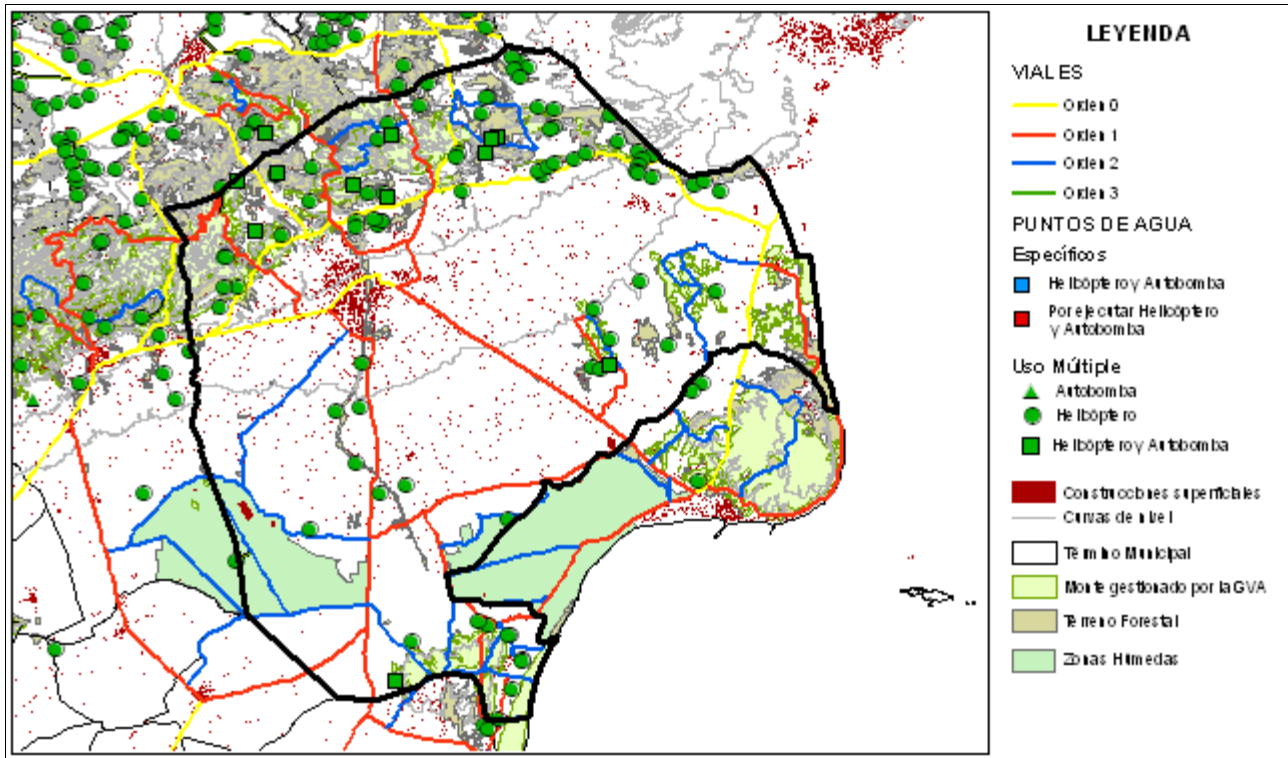 LEYENDA
VIALES
Orden 0
Orden 1
Orden 2
Orden 3
PUNTOS DE AGUA
Específicos
Helicóptero y Autobomba
Por ejecutar Helicóptero
y Autobomba
Uso Múltiple
Autobomba
Helicóptero
Helicóptero y Autobomba
Construcciones superficiales
Curvas de nivel
Término Municipal
Monte gestionado por la GVA
Terreno Forestal
Zonas Húmedas